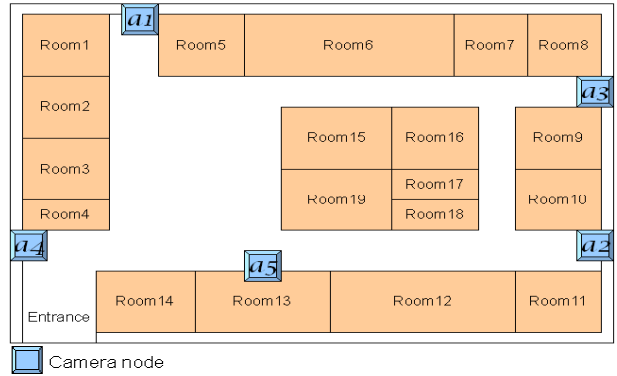 a1
Room1
Room5
Room6
Room7
Room8
a3
Room2
Room15
Room16
Room9
Room3
Room17
Room19
Room10
Room4
Room18
a4
a2
a5
Room14
Room13
Room12
Room11
Entrance
Camera node